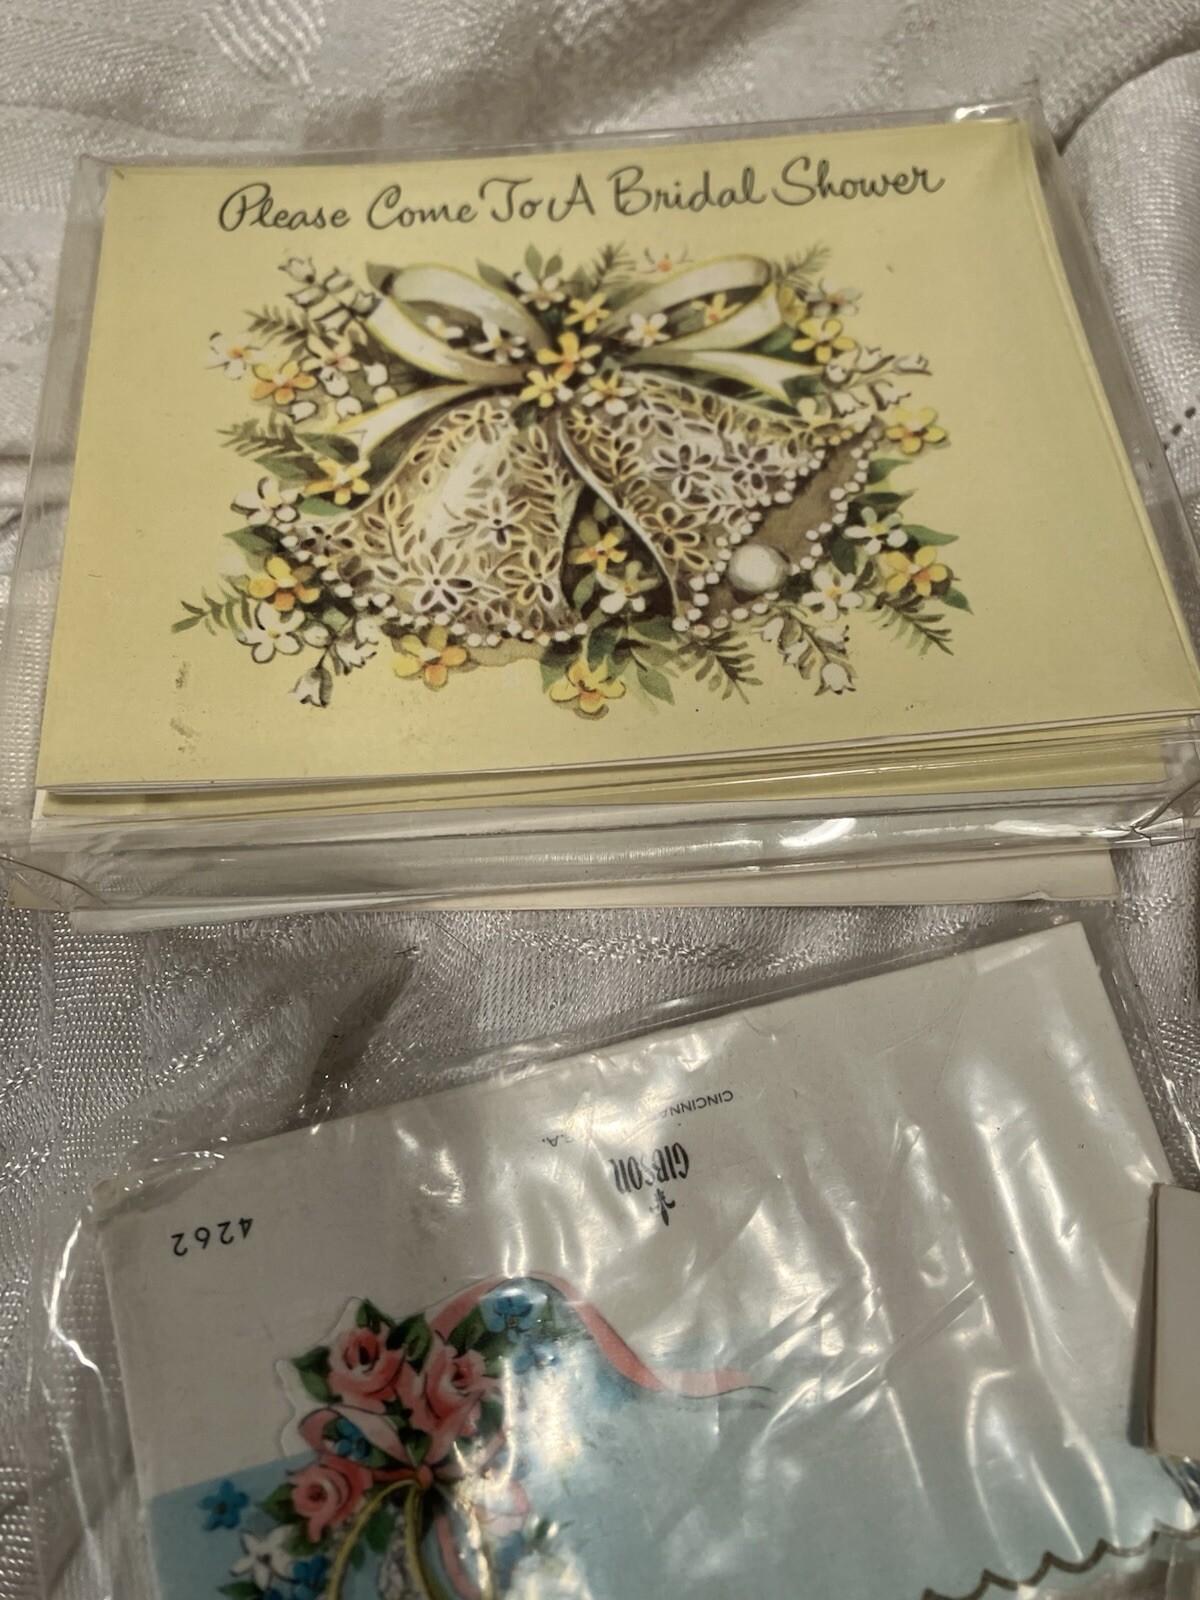 Please Come To A Bridal Shower
4262
GIBSON